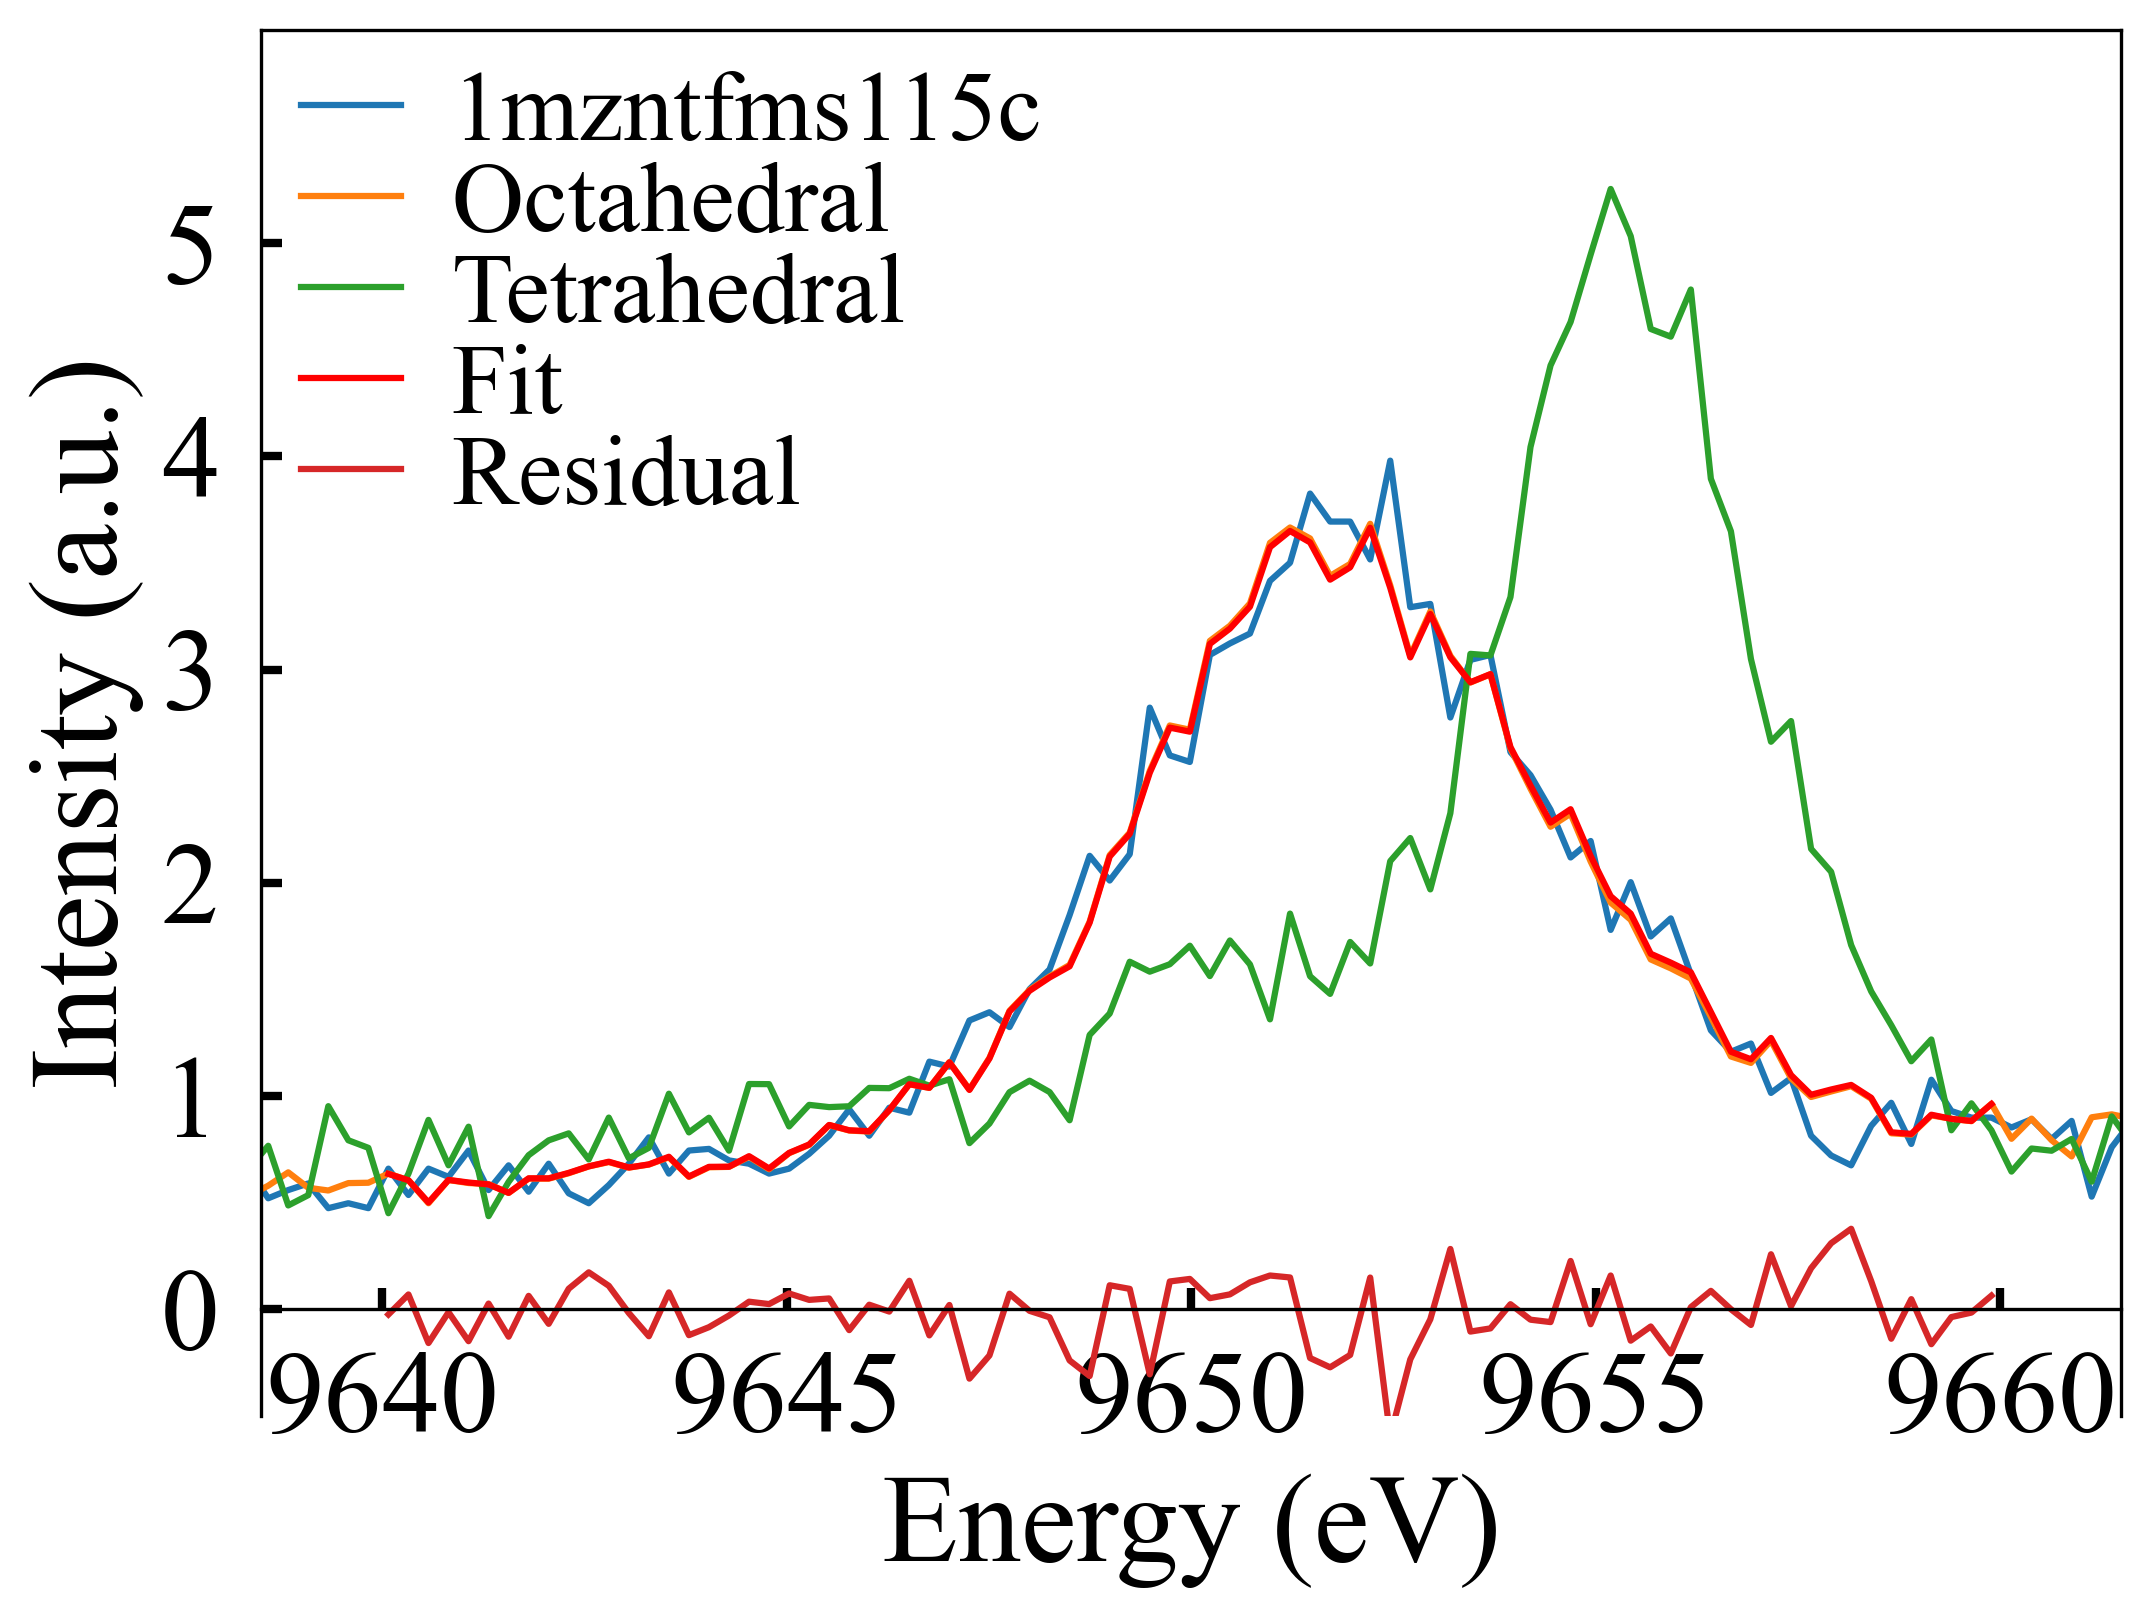 1mzntfms115c
Octahedral
Tetrahedral
Fit
Residual
Intensity (a.u.)
5
4
3
2
1
0
9640 9645 9650 9655 9660
Energy (eV)